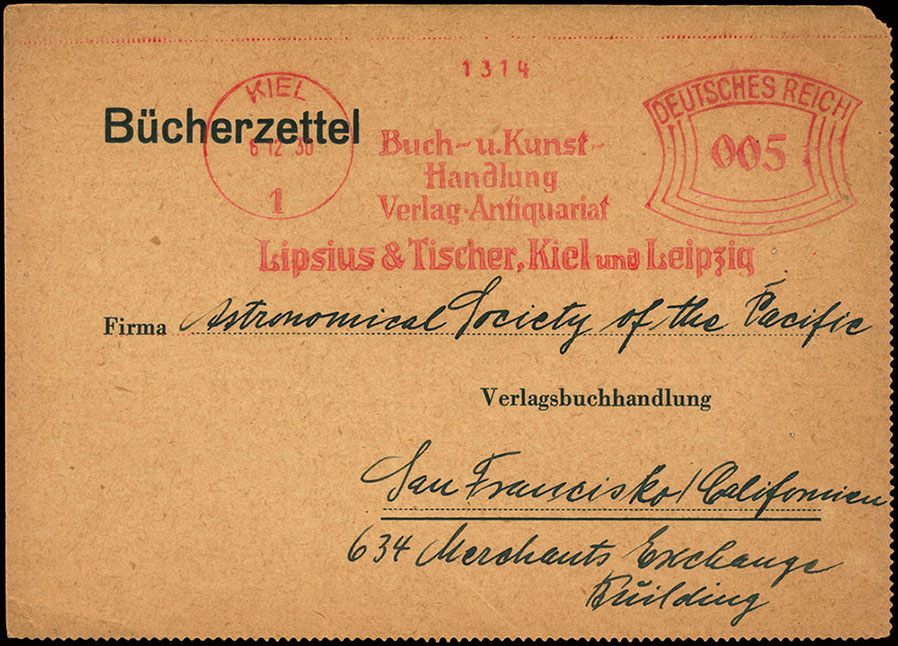 1314
KIEL
6.12.30
1
Bücherzettel
Buch- u. Kunst-
Handlung
Verlag·Antiquariat
Lipsius & Tischer, Kiel und Leipzig
DEUTSCHES REICH
005
Firma Astronomical Society of the Pacific
Verlagsbuchhandlung
San Francisko/Californien
634 Merchants Exchange
Building